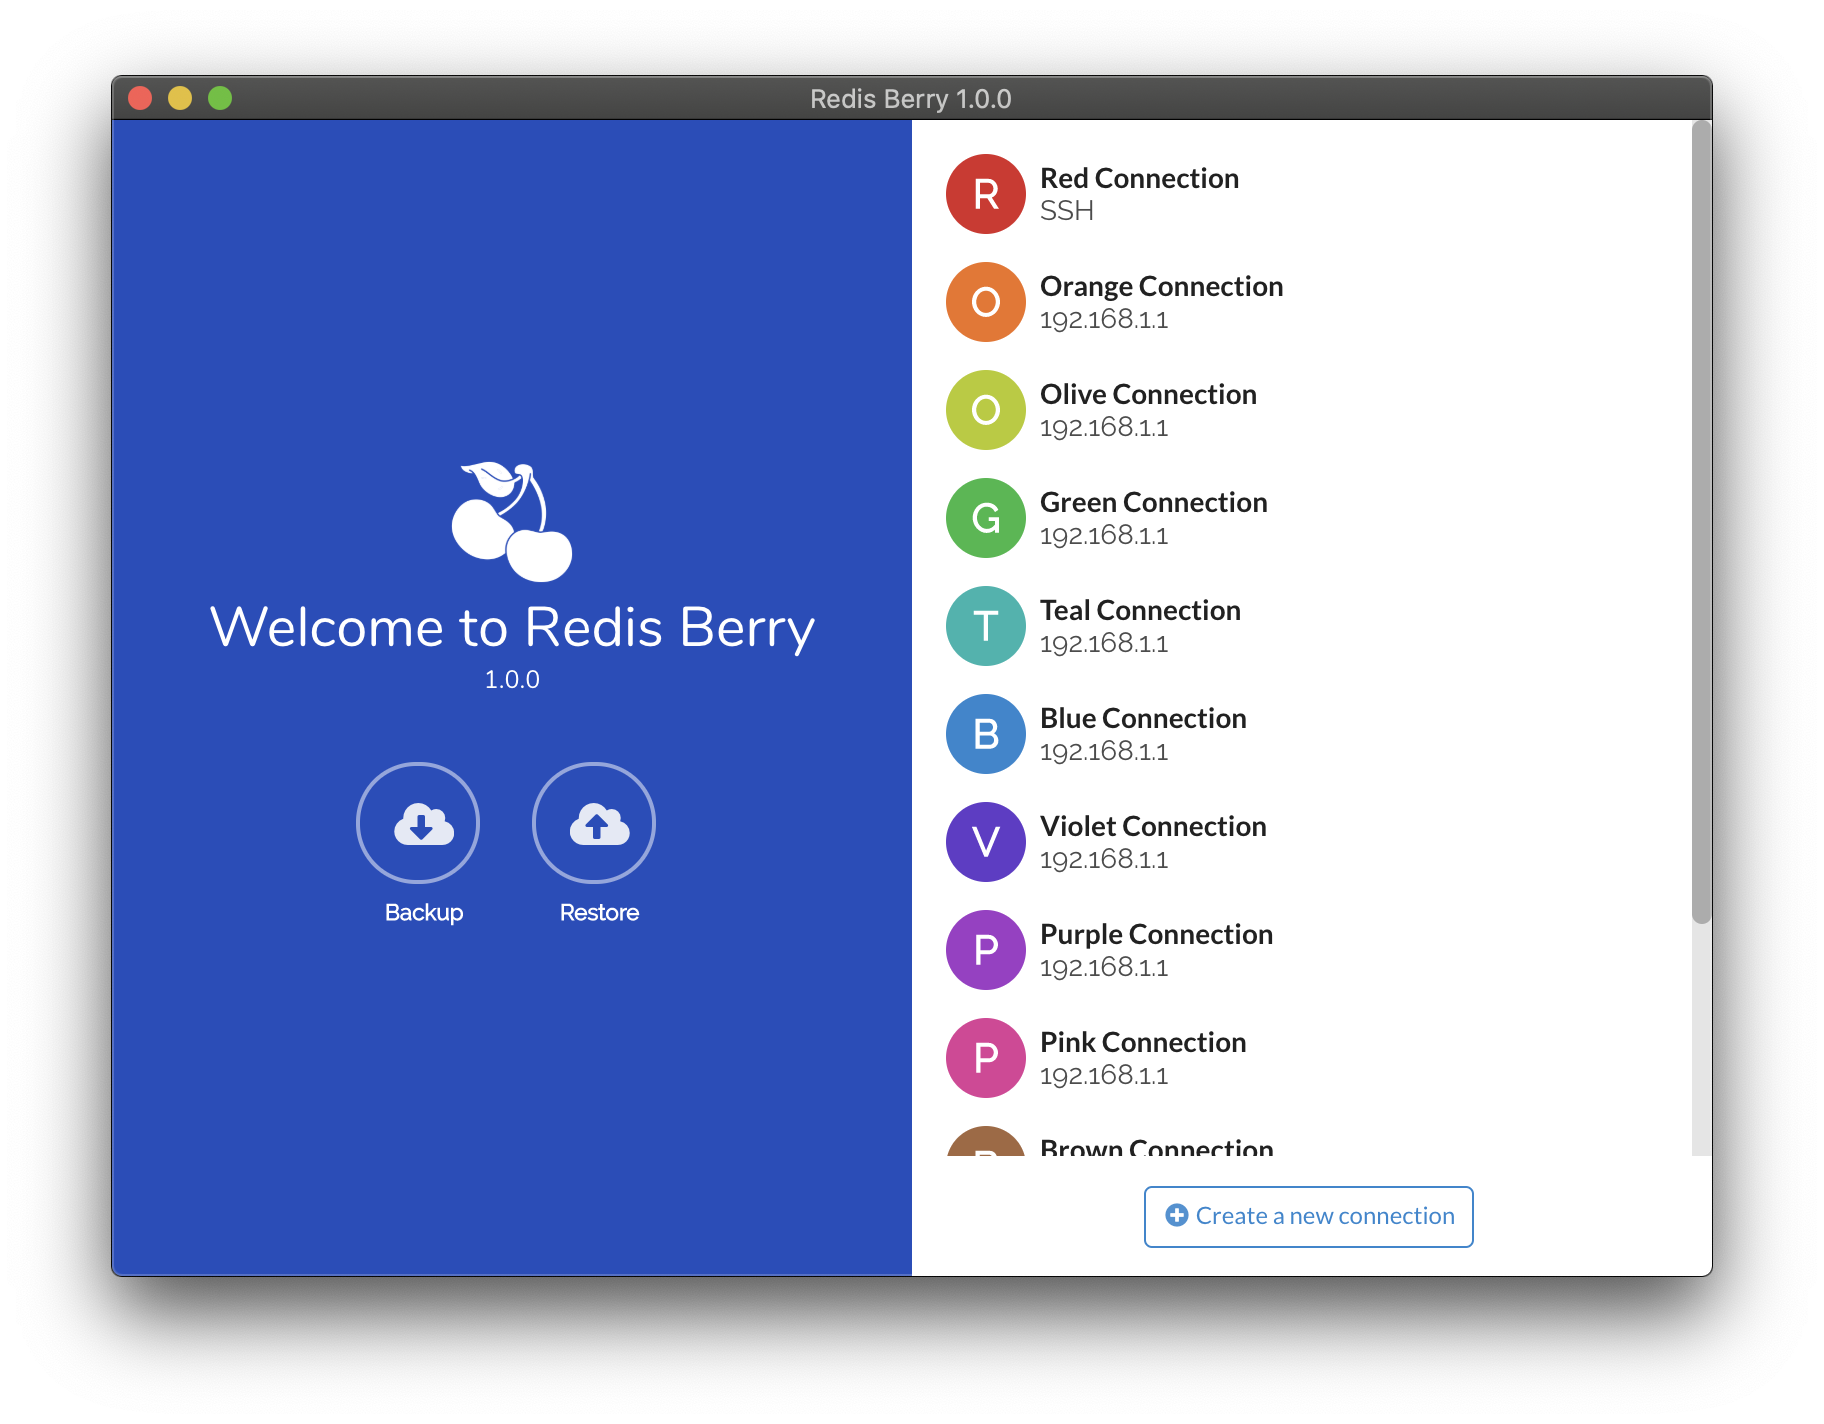 Redis Berry 1.0.0
Welcome to Redis Berry
1.0.0
Backup
Restore
R
Red Connection
SSH
O
Orange Connection
192.168.1.1
O
Olive Connection
192.168.1.1
G
Green Connection
192.168.1.1
T
Teal Connection
192.168.1.1
B
Blue Connection
192.168.1.1
V
Violet Connection
192.168.1.1
P
Purple Connection
192.168.1.1
P
Pink Connection
192.168.1.1
B
Brown Connection
Create a new connection